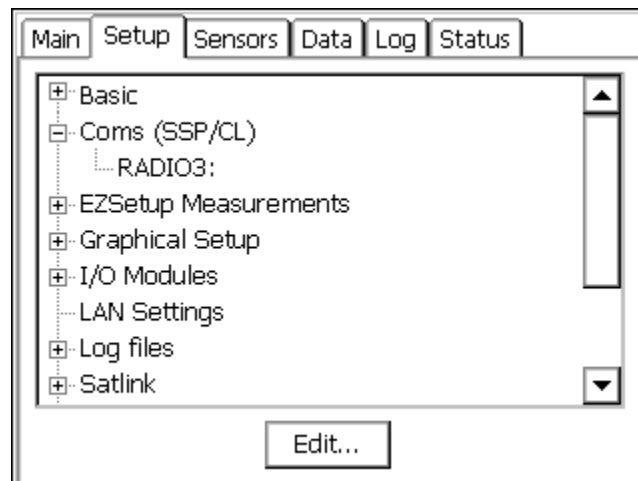 Main Setup Sensors Data Log Status
Basic
Coms (SSP/CL)
RADIO3:
EZSetup Measurements
Graphical Setup
I/O Modules
LAN Settings
Log files
Satlink
Edit...